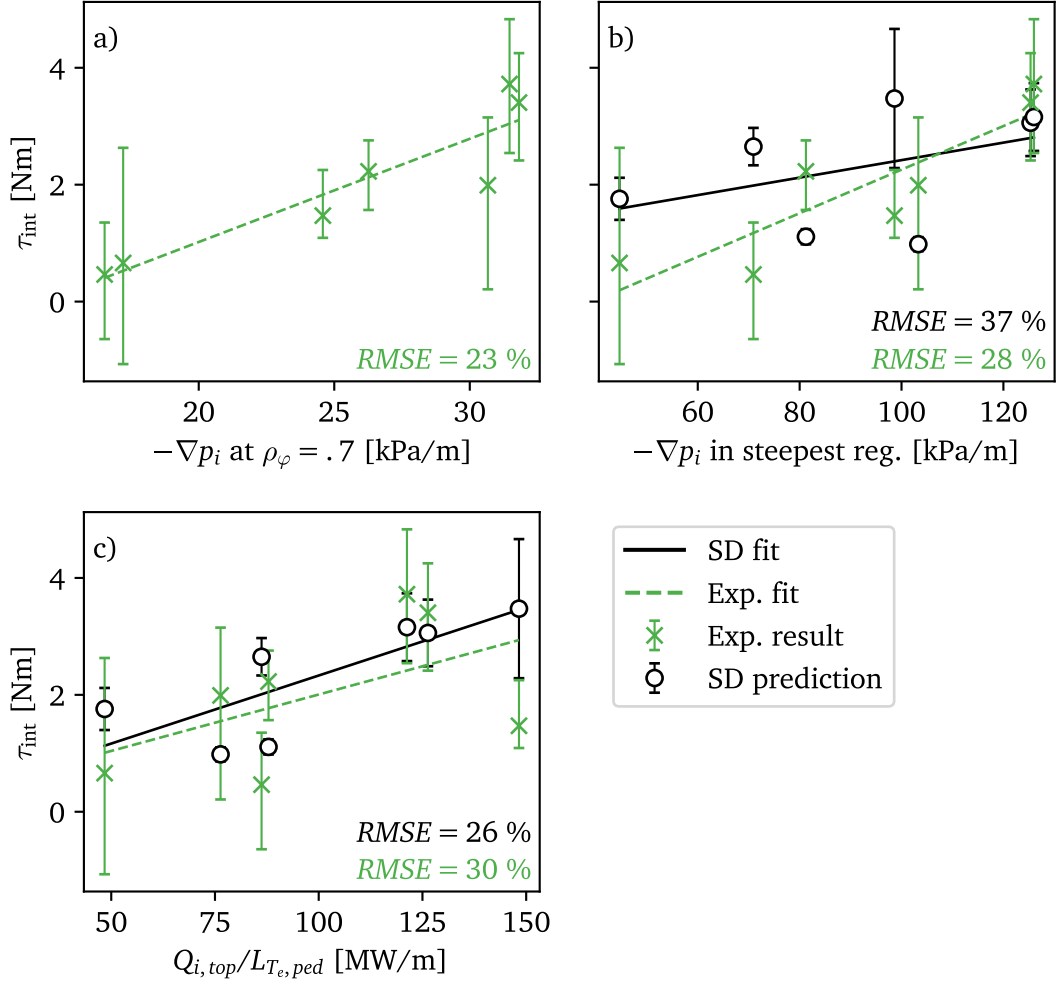 a)
4
2
0
τint [Nm]
RMSE = 23 %
20 25 30
−∇pi at ρφ = .7 [kPa/m]
b)
RMSE = 37 %
RMSE = 28 %
60 80 100 120
−∇pi in steepest reg. [kPa/m]
c)
4
2
0
τint [Nm]
RMSE = 26 %
RMSE = 30 %
50 75 100 125 150
Qi,top/LTe,ped [MW/m]
SD fit
Exp. fit
Exp. result
SD prediction